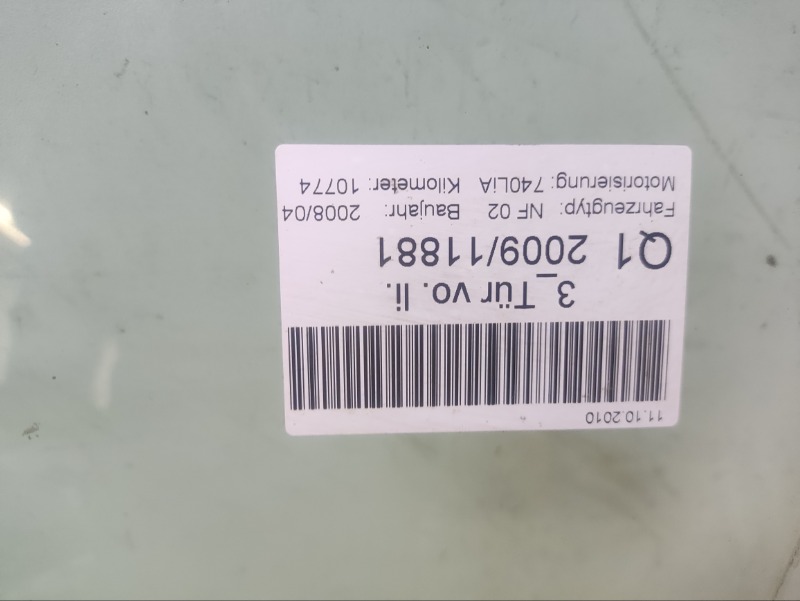 11.10.2010
3_Tür vo. li.
Q1 2009/11881
Fahrzeugtyp: NF 02 Baujahr: 2008/04
Motorisierung: 740LiA Kilometer: 10774